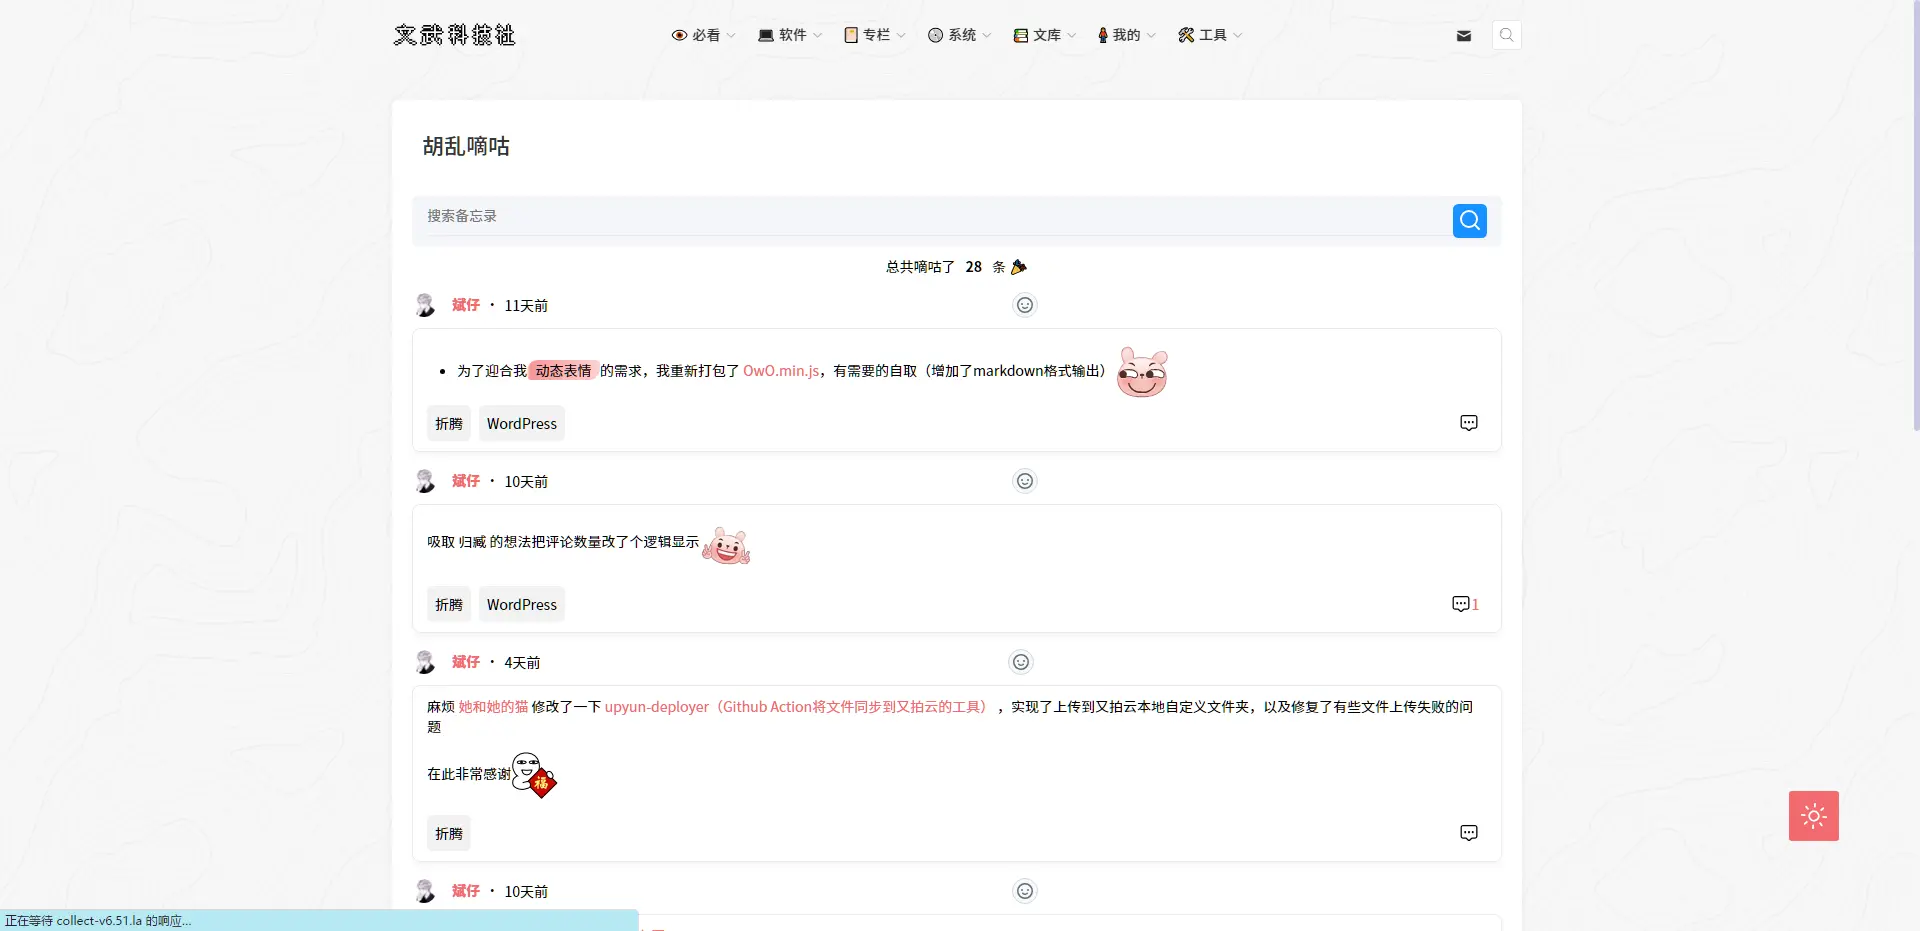 文武科技社
必看
软件
专栏
系统
文库
我的
工具
胡乱嘀咕
搜索备忘录
总共嘀咕了 28 条
斌仔 · 11天前
为了迎合我 动态表情 的需求，我重新打包了 OwO.min.js，有需要的自取（增加了markdown格式输出）
折腾 WordPress
斌仔 · 10天前
吸取 归臧 的想法把评论数量改了个逻辑显示
折腾 WordPress
1
斌仔 · 4天前
麻烦 她和她的猫 修改了一下 upyun-deployer（Github Action将文件同步到又拍云的工具） ，实现了上传到又拍云本地自定义文件夹，以及修复了有些文件上传失败的问
题
在此非常感谢
福
折腾
斌仔 · 10天前
正在等待 collect-v6.51.la 的响应...